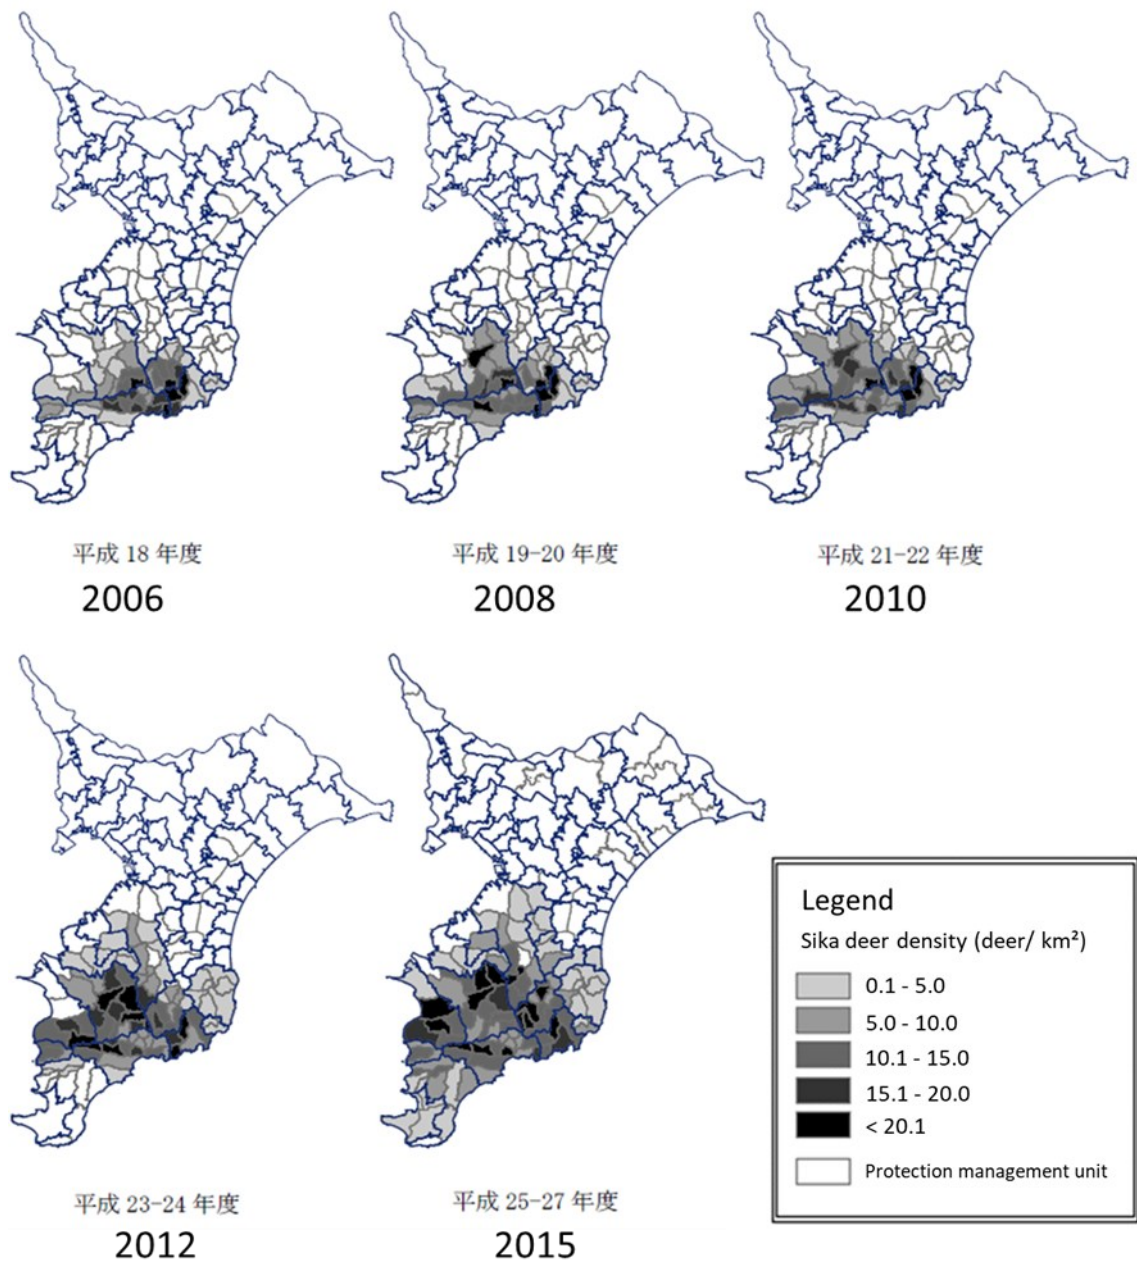 平成 18 年度
平成 19-20 年度
平成 21-22 年度
2006
2008
2010
平成 23-24 年度
平成 25-27 年度
2012
2015
Legend
Sika deer density (deer/ km²)
0.1 - 5.0
5.0 - 10.0
10.1 - 15.0
15.1 - 20.0
< 20.1
Protection management unit